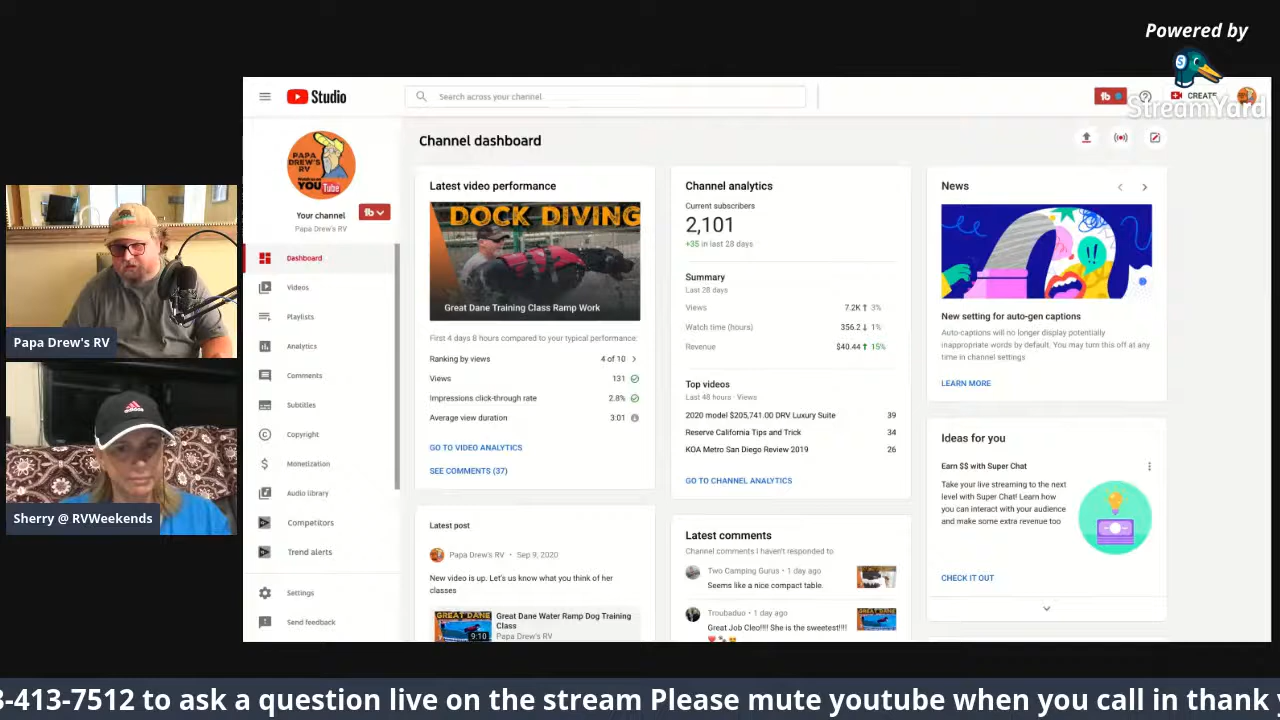 Powered by
StreamYard
Studio
Search across your channel
CREATE
PAPA
DREW'S
RV
YOU
Tube
Your channel
Papa Drew's RV
Dashboard
Videos
Playlists
Analytics
Comments
Subtitles
Copyright
Monetization
Audio library
Competitors
Trend alerts
Settings
Send feedback
Channel dashboard
Latest video performance
DOCK DIVING
Great Dane Training Class Ramp Work
First 4 days 8 hours compared to your typical performance:
Ranking by views 4 of 10
Views 131
Impressions click-through rate 2.8%
Average view duration 3:01
GO TO VIDEO ANALYTICS
SEE COMMENTS (37)
Latest post
Papa Drew's RV • Sep 9, 2020
New video is up. Let's us know what you think of her
classes
GREAT DANE
9:10
Great Dane Water Ramp Dog Training
Class
Papa Drew's RV
Channel analytics
Current subscribers
2,101
+35 in last 28 days
Summary
Last 28 days
Views 7.2K 3%
Watch time (hours) 356.2 1%
Revenue $40.44 15%
Top videos
Last 48 hours · Views
2020 model $205,741.00 DRV Luxury Suite 39
Reserve California Tips and Trick 34
KOA Metro San Diego Review 2019 26
GO TO CHANNEL ANALYTICS
Latest comments
Channel comments I haven't responded to
Two Camping Gurus • 1 day ago
Seems like a nice compact table.
Troubaduo • 1 day ago
Great Job Cleo!!!! She is the sweetest!!!!
News
New setting for auto-gen captions
Auto-captions will no longer display potentially
inappropriate words by default. You may turn this off at any
time in channel settings
LEARN MORE
Ideas for you
Earn $$ with Super Chat
Take your live streaming to the next
level with Super Chat! Learn how
you can interact with your audience
and make some extra revenue too
CHECK IT OUT
Papa Drew's RV
Sherry @ RVWeekends
3-413-7512 to ask a question live on the stream Please mute youtube when you call in thank